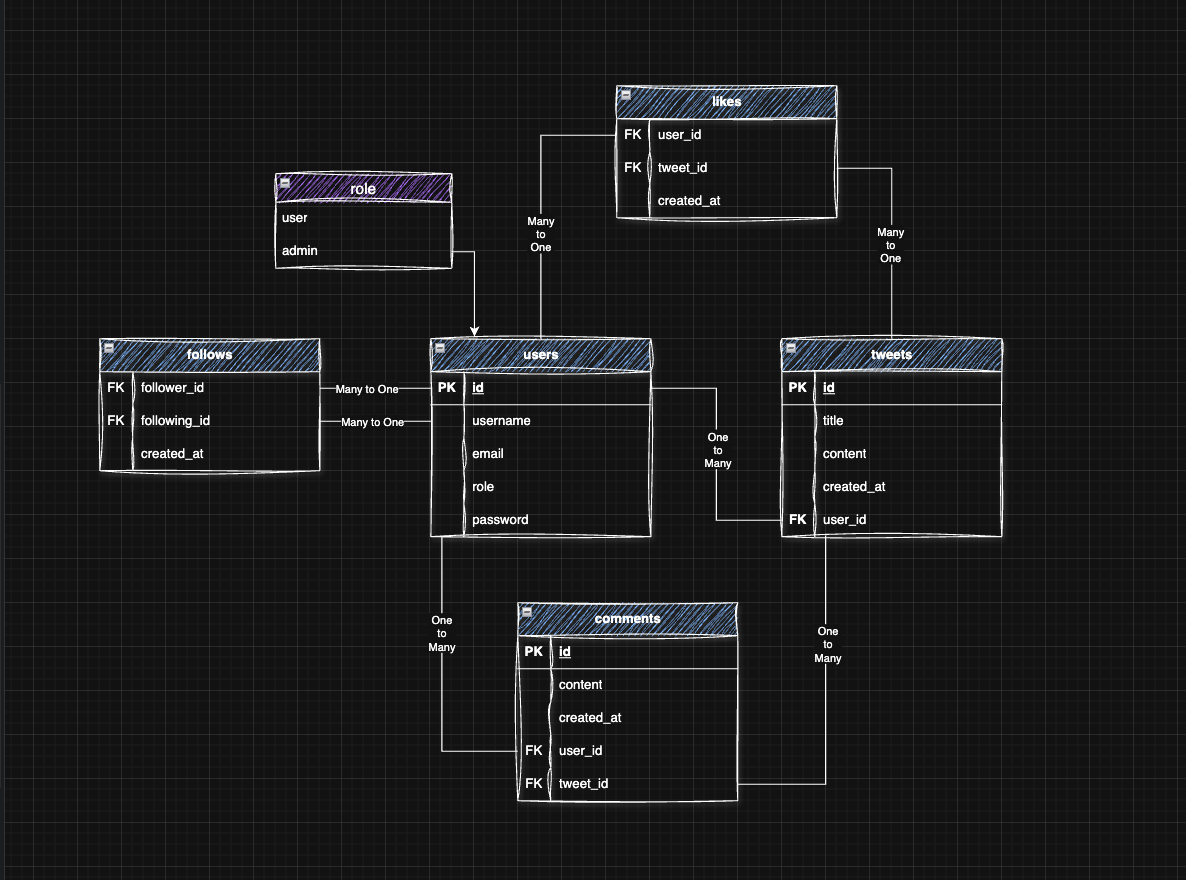 likes
FK user_id
FK tweet_id
created_at
role
user
admin
Many
to
One
Many
to
One
follows
FK follower_id
FK following_id
created_at
Many to One
Many to One
users
PK id
username
email
role
password
One
to
Many
tweets
PK id
title
content
created_at
FK user_id
One
to
Many
comments
PK id
content
created_at
FK user_id
FK tweet_id
One
to
Many